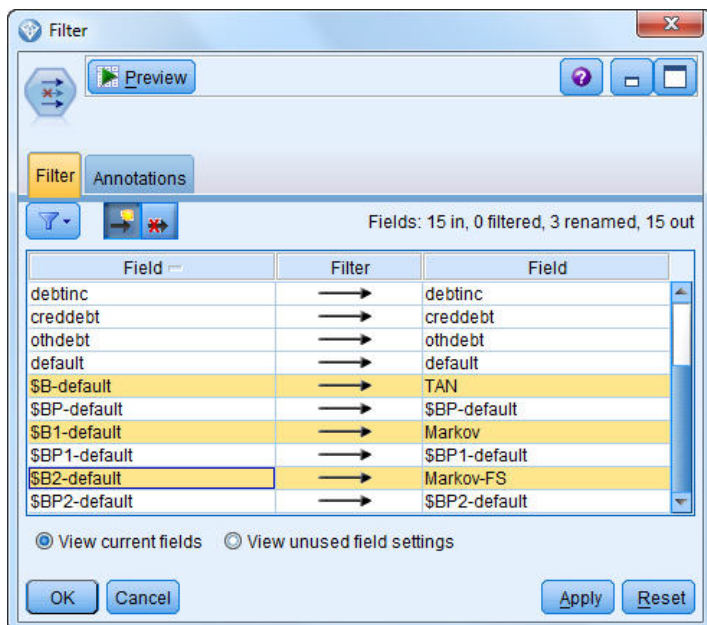 Filter
Preview
Filter Annotations
Fields: 15 in, 0 filtered, 3 renamed, 15 out
Field Filter Field
debtinc debtinc
creddebt creddebt
othdebt othdebt
default default
$B-default TAN
$BP-default $BP-default
$B1-default Markov
$BP1-default $BP1-default
$B2-default Markov-FS
$BP2-default $BP2-default
View current fields View unused field settings
OK Cancel Apply Reset